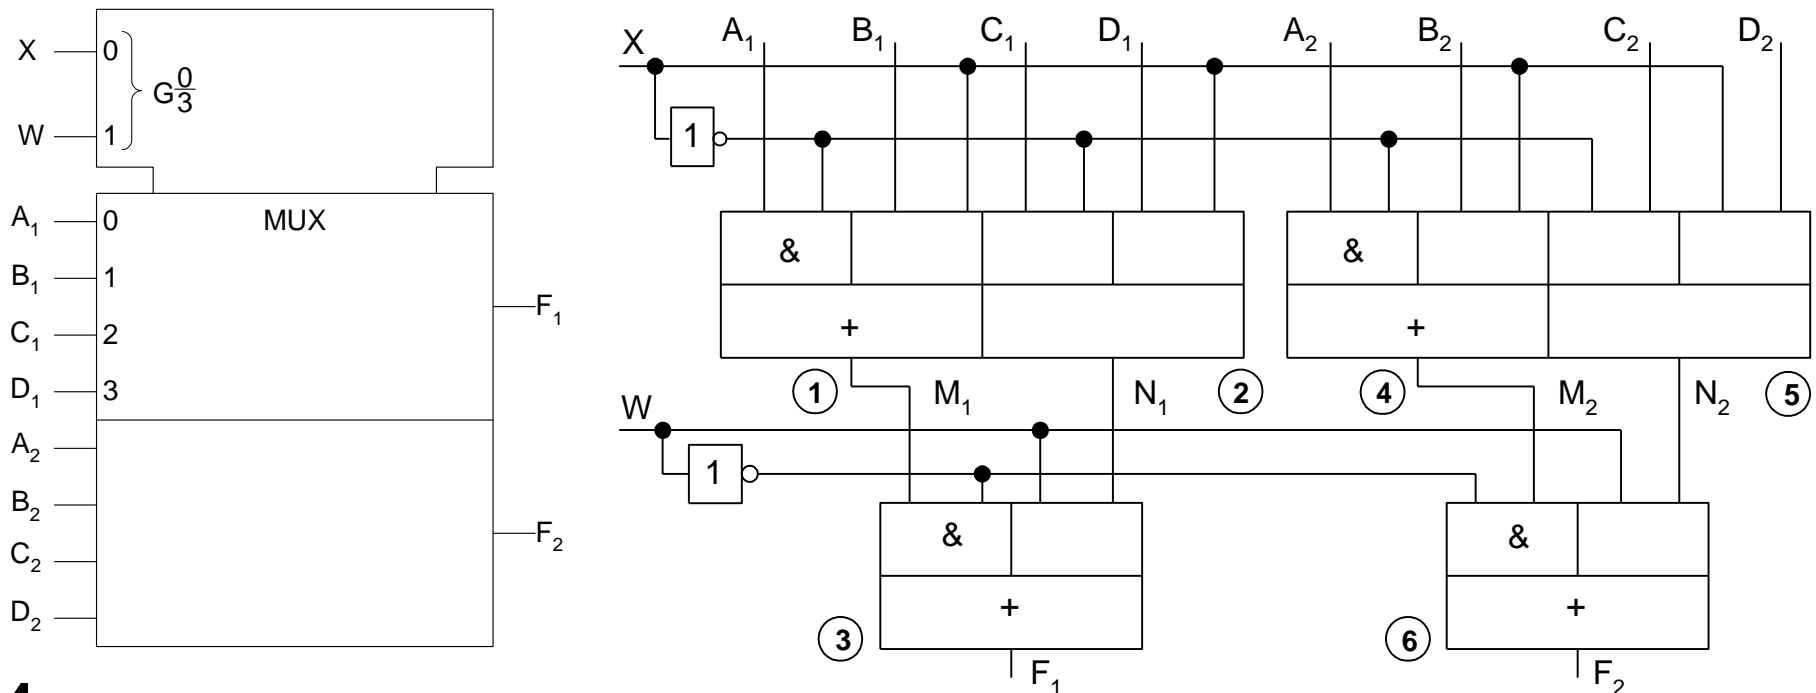 X 0
G 0/3
W 1
A1 0 MUX
B1 1
F1
C1 2
D1 3
A2
B2
F2
C2
D2
X A1 B1 C1 D1 A2 B2 C2 D2
1
& &
+ +
1 M1 N1 2 4 M2 N2 5
W
1
& &
+ +
3 6
F1 F2